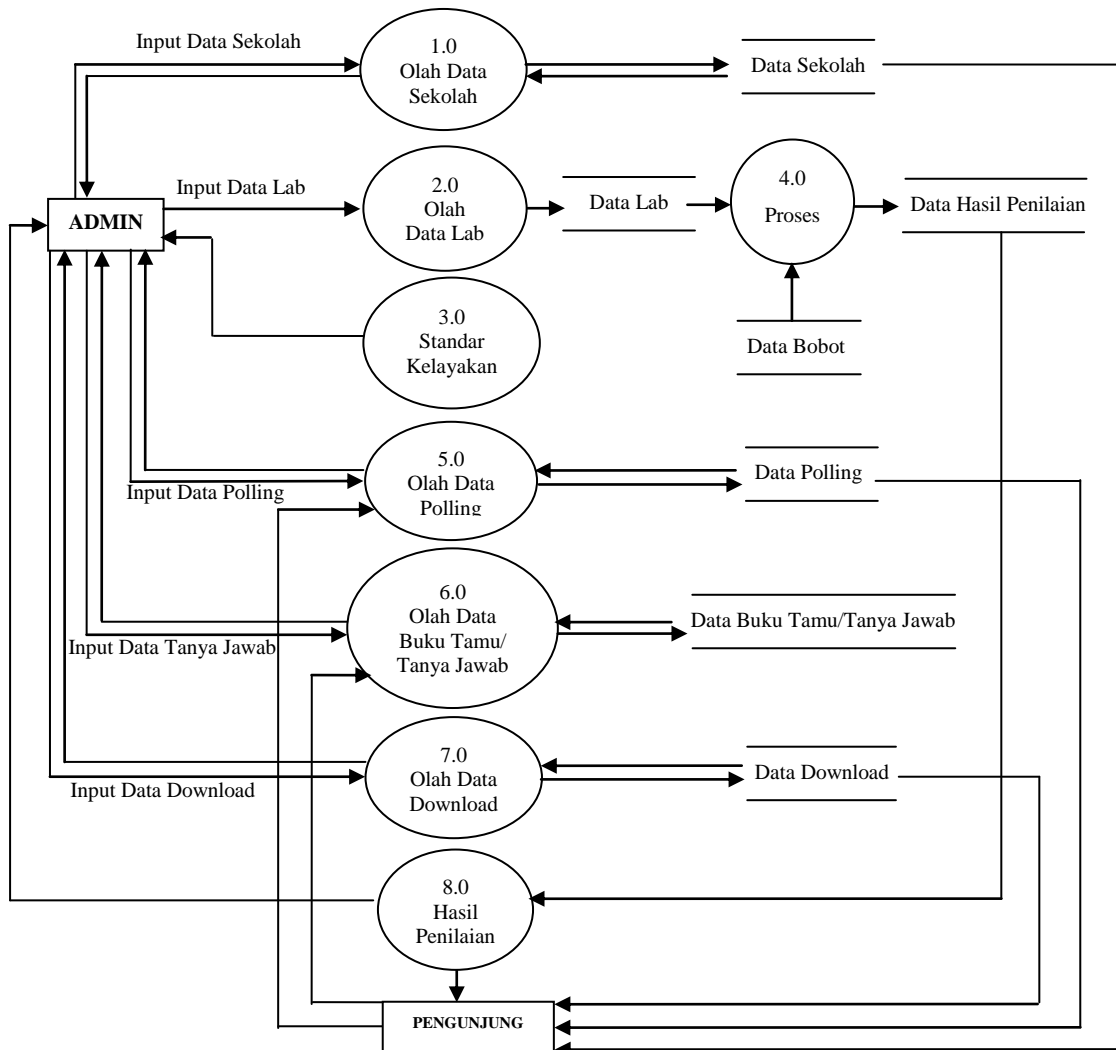 Input Data Sekolah
1.0
Olah Data
Sekolah
Data Sekolah
Input Data Lab
2.0
Olah
Data Lab
Data Lab
4.0
Proses
Data Hasil Penilaian
ADMIN
3.0
Standar
Kelayakan
Data Bobot
5.0
Olah Data
Polling
Input Data Polling
Data Polling
6.0
Olah Data
Buku Tamu/
Tanya Jawab
Input Data Tanya Jawab
Data Buku Tamu/Tanya Jawab
7.0
Olah Data
Download
Input Data Download
Data Download
8.0
Hasil
Penilaian
PENGUNJUNG